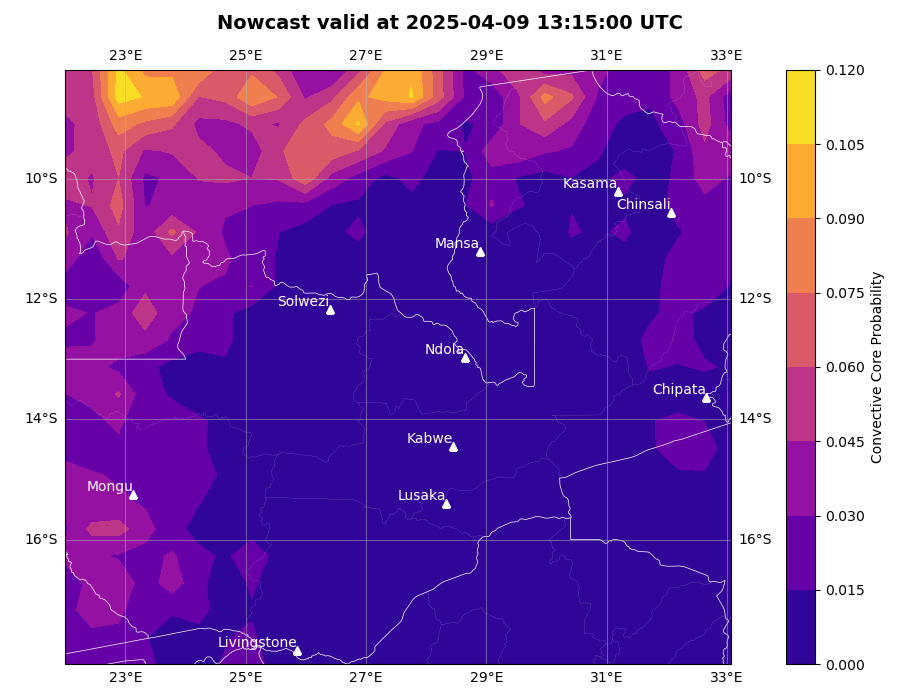 Nowcast valid at 2025-04-09 13:15:00 UTC
23°E 25°E 27°E 29°E 31°E 33°E
0.120
0.105
10°S Kasama 10°S
Chinsali
0.090
Mansa
12°S Solwezi 12°S
0.075
Ndola
0.060
Chipata
14°S 14°S
Kabwe
0.045
Mongu Lusaka
0.030
16°S 16°S
0.015
Livingstone
0.000
23°E 25°E 27°E 29°E 31°E 33°E
Convective Core Probability